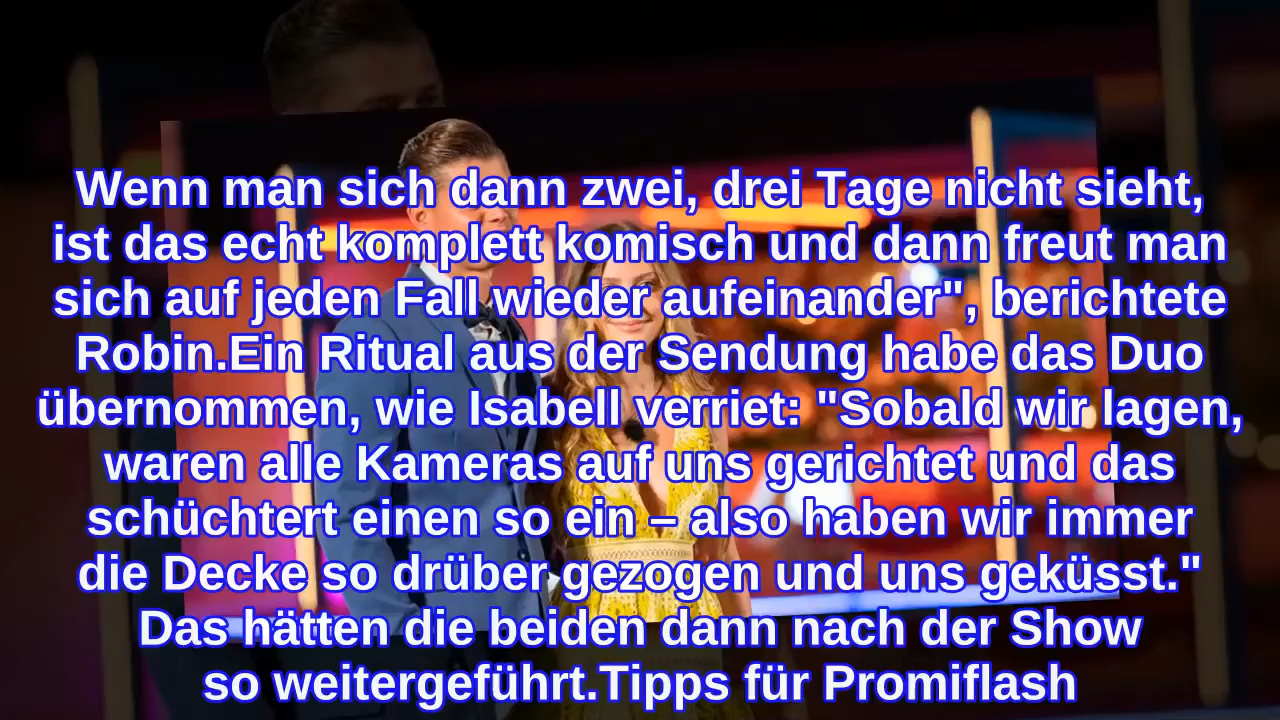 Wenn man sich dann zwei, drei Tage nicht sieht,
ist das echt komplett komisch und dann freut man
sich auf jeden Fall wieder aufeinander", berichtete
Robin.Ein Ritual aus der Sendung habe das Duo
übernommen, wie Isabell verriet: "Sobald wir lagen,
waren alle Kameras auf uns gerichtet und das
schüchtert einen so ein – also haben wir immer
die Decke so drüber gezogen und uns geküsst."
Das hätten die beiden dann nach der Show
so weitergeführt.Tipps für Promiflash